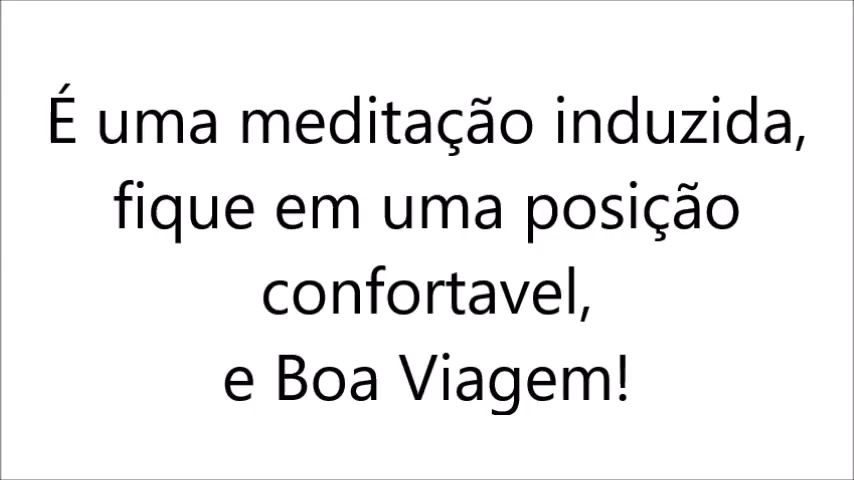 É uma meditação induzida,
fique em uma posição
confortavel,
e Boa Viagem!